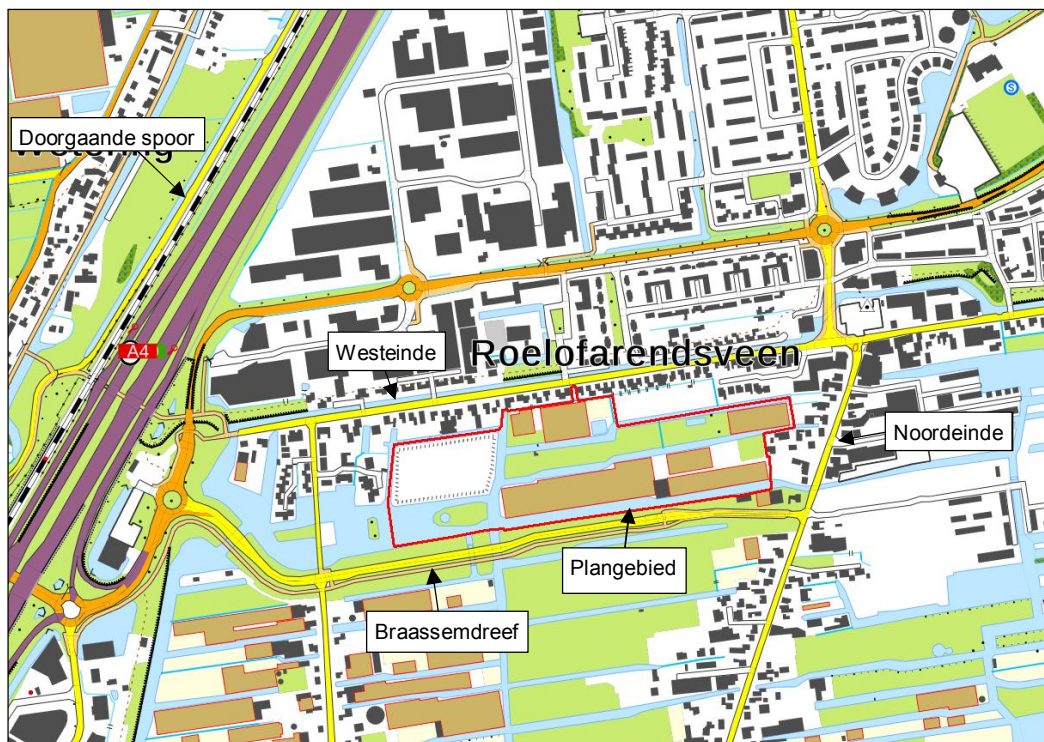 Doorgaande spoor
A4
Westeinde
Roelofarendsveen
Noordeinde
Plangebied
Braassemdreef
S